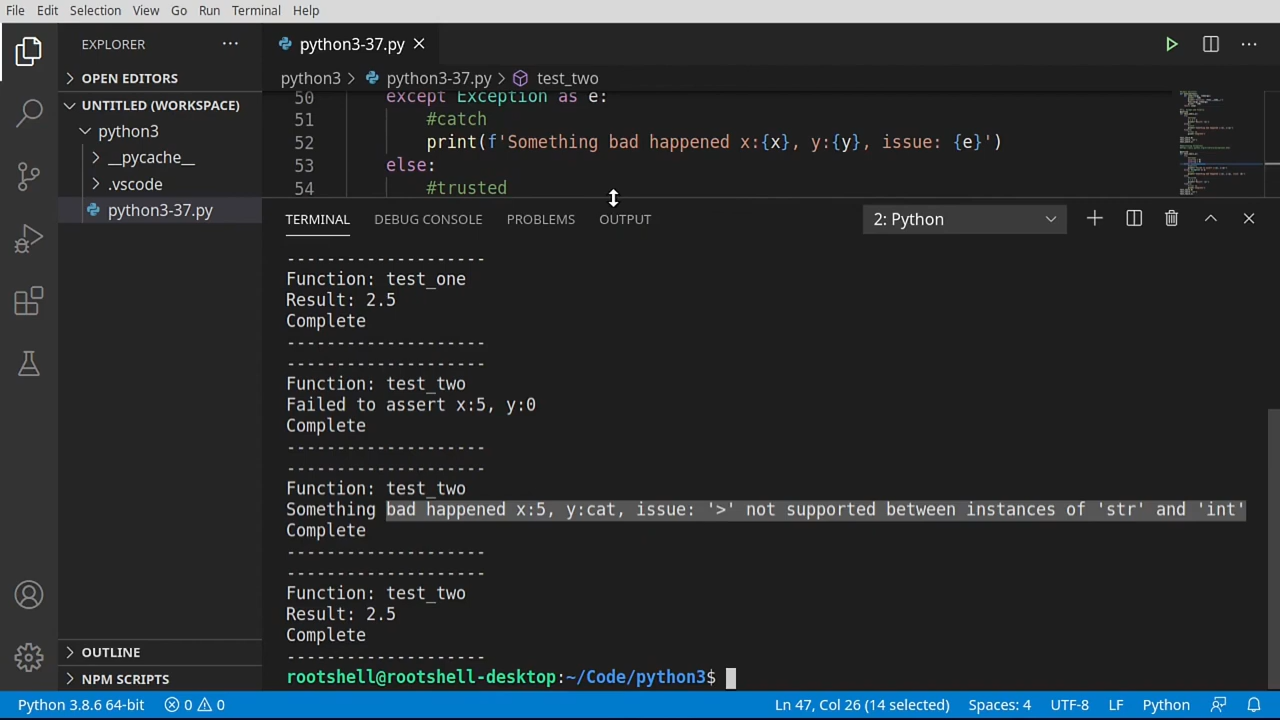 File Edit Selection View Go Run Terminal Help
EXPLORER
OPEN EDITORS
UNTITLED (WORKSPACE)
python3
__pycache__
.vscode
python3-37.py
OUTLINE
NPM SCRIPTS
python3-37.py
python3 > python3-37.py > test_two
50 except Exception as e:
51 #catch
52 print(f'Something bad happened x:{x}, y:{y}, issue: {e}')
53 else:
54 #trusted
TERMINAL DEBUG CONSOLE PROBLEMS OUTPUT 2: Python
--------------------
Function: test_one
Result: 2.5
Complete
--------------------
--------------------
Function: test_two
Failed to assert x:5, y:0
Complete
--------------------
--------------------
Function: test_two
Something bad happened x:5, y:cat, issue: '>' not supported between instances of 'str' and 'int'
Complete
--------------------
--------------------
Function: test_two
Result: 2.5
Complete
--------------------
rootshell@rootshell-desktop:~/Code/python3$
Python 3.8.6 64-bit 0 0 Ln 47, Col 26 (14 selected) Spaces: 4 UTF-8 LF Python